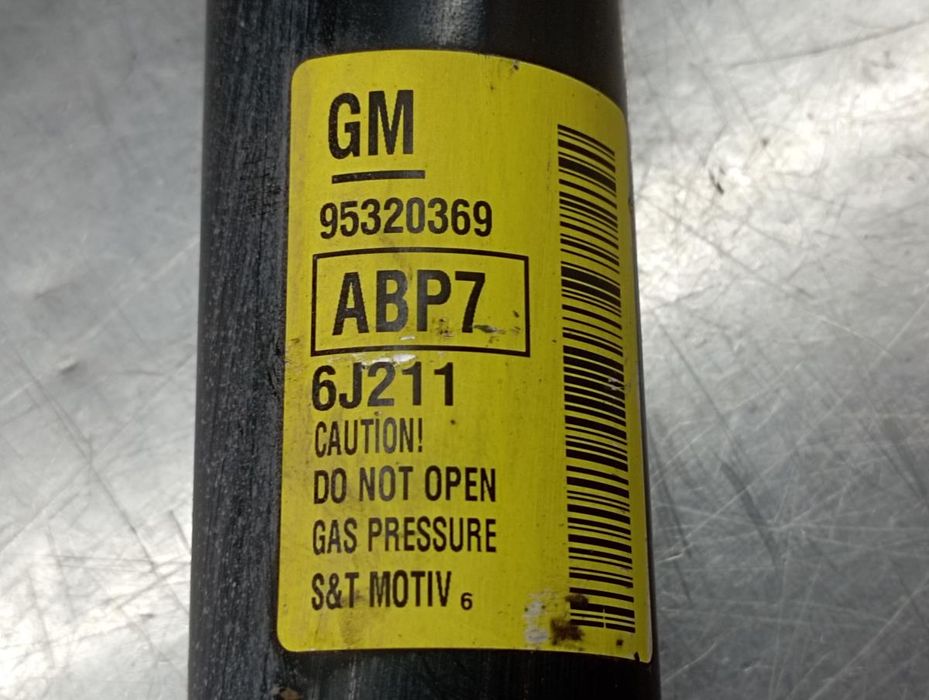 GM
95320369
ABP7
6J211
CAUTION!
DO NOT OPEN
GAS PRESSURE
S&T MOTIV 6